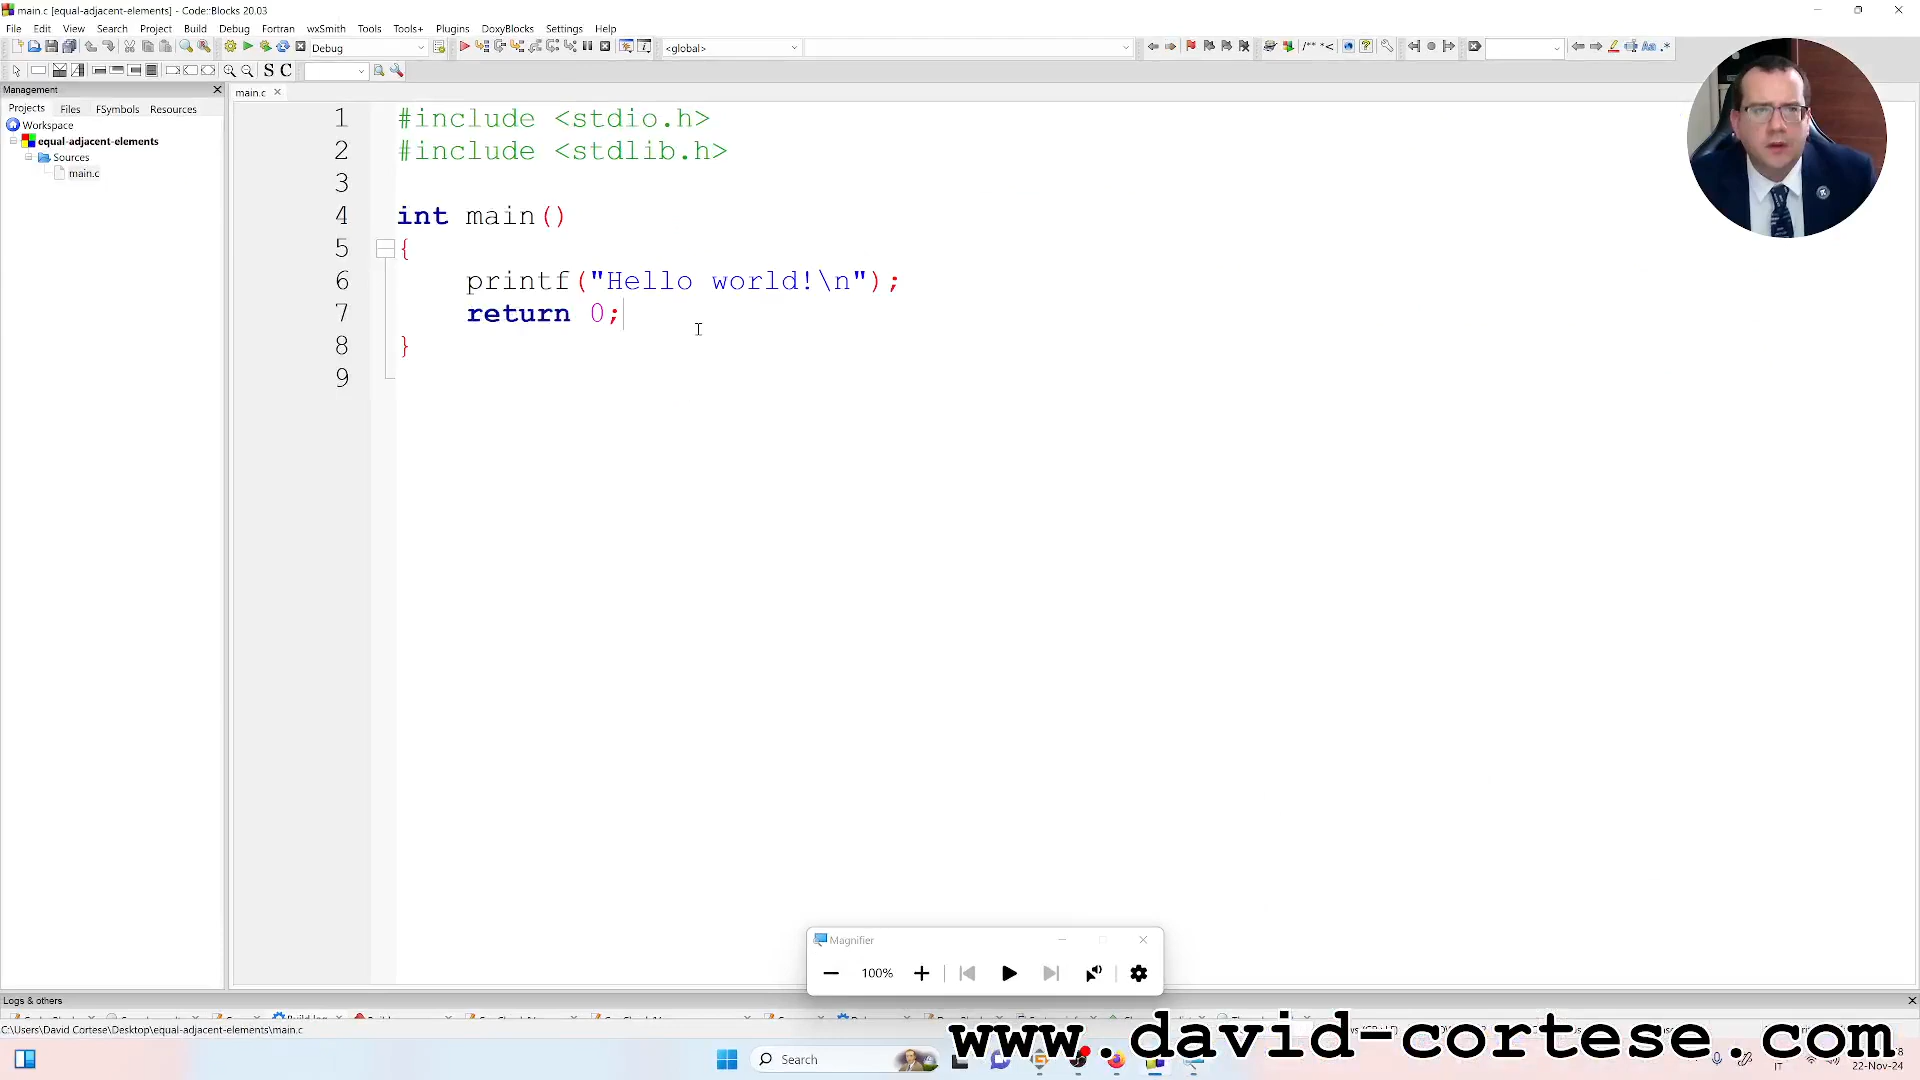 main.c [equal-adjacent-elements] - Code::Blocks 20.03
File Edit View Search Project Build Debug Fortran wxSmith Tools Tools+ Plugins DoxyBlocks Settings Help
Debug
<global>
/** *<
Aa .*
S C
Management
Projects Files FSymbols Resources
Workspace
equal-adjacent-elements
Sources
main.c
main.c
1 #include <stdio.h>
2 #include <stdlib.h>
3
4 int main()
5 {
6 printf("Hello world!\n");
7 return 0;
8 }
9
Magnifier
100%
Logs & others
C:\Users\David Cortese\Desktop\equal-adjacent-elements\main.c
www.david-cortese.com
Search
IT
22-Nov-24